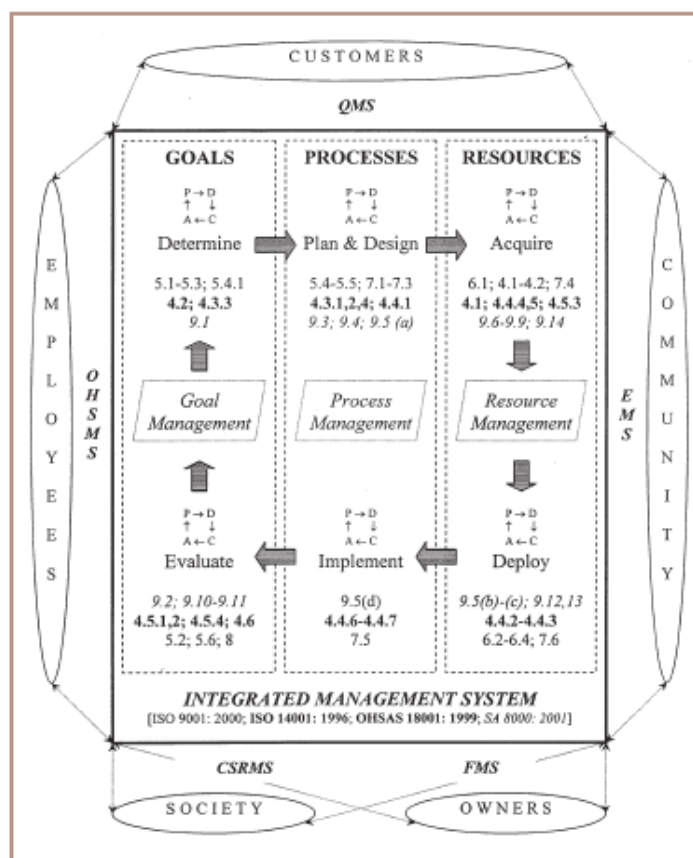 CUSTOMERS
QMS
EMPLOYEES
OHSMS
GOALS
P → D
↑ ↓
A ← C
Determine
5.1-5.3; 5.4.1
4.2; 4.3.3
9.1
Goal
Management
P → D
↑ ↓
A ← C
Evaluate
9.2; 9.10-9.11
4.5.1,2; 4.5.4; 4.6
5.2; 5.6; 8
PROCESSES
P → D
↑ ↓
A ← C
Plan & Design
5.4-5.5; 7.1-7.3
4.3.1,2,4; 4.4.1
9.3; 9.4; 9.5 (a)
Process
Management
P → D
↑ ↓
A ← C
Implement
9.5(d)
4.4.6-4.4.7
7.5
RESOURCES
P → D
↑ ↓
A ← C
Acquire
6.1; 4.1-4.2; 7.4
4.1; 4.4.4,5; 4.5.3
9.6-9.9; 9.14
Resource
Management
P → D
↑ ↓
A ← C
Deploy
9.5(b)-(c); 9.12,13
4.4.2-4.4.3
6.2-6.4; 7.6
EMS
COMMUNITY
INTEGRATED MANAGEMENT SYSTEM
[ISO 9001: 2000; ISO 14001: 1996; OHSAS 18001: 1999; SA 8000: 2001]
CSRMS
FMS
SOCIETY
OWNERS